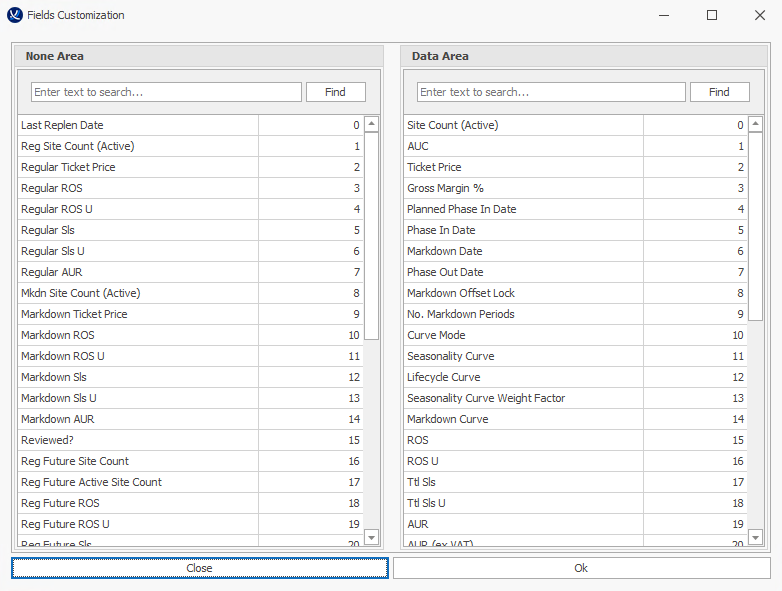 Fields Customization
None Area
Enter text to search...
Find
Last Replen Date 0
Reg Site Count (Active) 1
Regular Ticket Price 2
Regular ROS 3
Regular ROS U 4
Regular Sls 5
Regular Sls U 6
Regular AUR 7
Mkdn Site Count (Active) 8
Markdown Ticket Price 9
Markdown ROS 10
Markdown ROS U 11
Markdown Sls 12
Markdown Sls U 13
Markdown AUR 14
Reviewed? 15
Reg Future Site Count 16
Reg Future Active Site Count 17
Reg Future ROS 18
Reg Future ROS U 19
Reg Future Sls 20
Data Area
Enter text to search...
Find
Site Count (Active) 0
AUC 1
Ticket Price 2
Gross Margin % 3
Planned Phase In Date 4
Phase In Date 5
Markdown Date 6
Phase Out Date 7
Markdown Offset Lock 8
No. Markdown Periods 9
Curve Mode 10
Seasonality Curve 11
Lifecycle Curve 12
Seasonality Curve Weight Factor 13
Markdown Curve 14
ROS 15
ROS U 16
Ttl Sls 17
Ttl Sls U 18
AUR 19
AUR (ex VAT) 20
Close
Ok